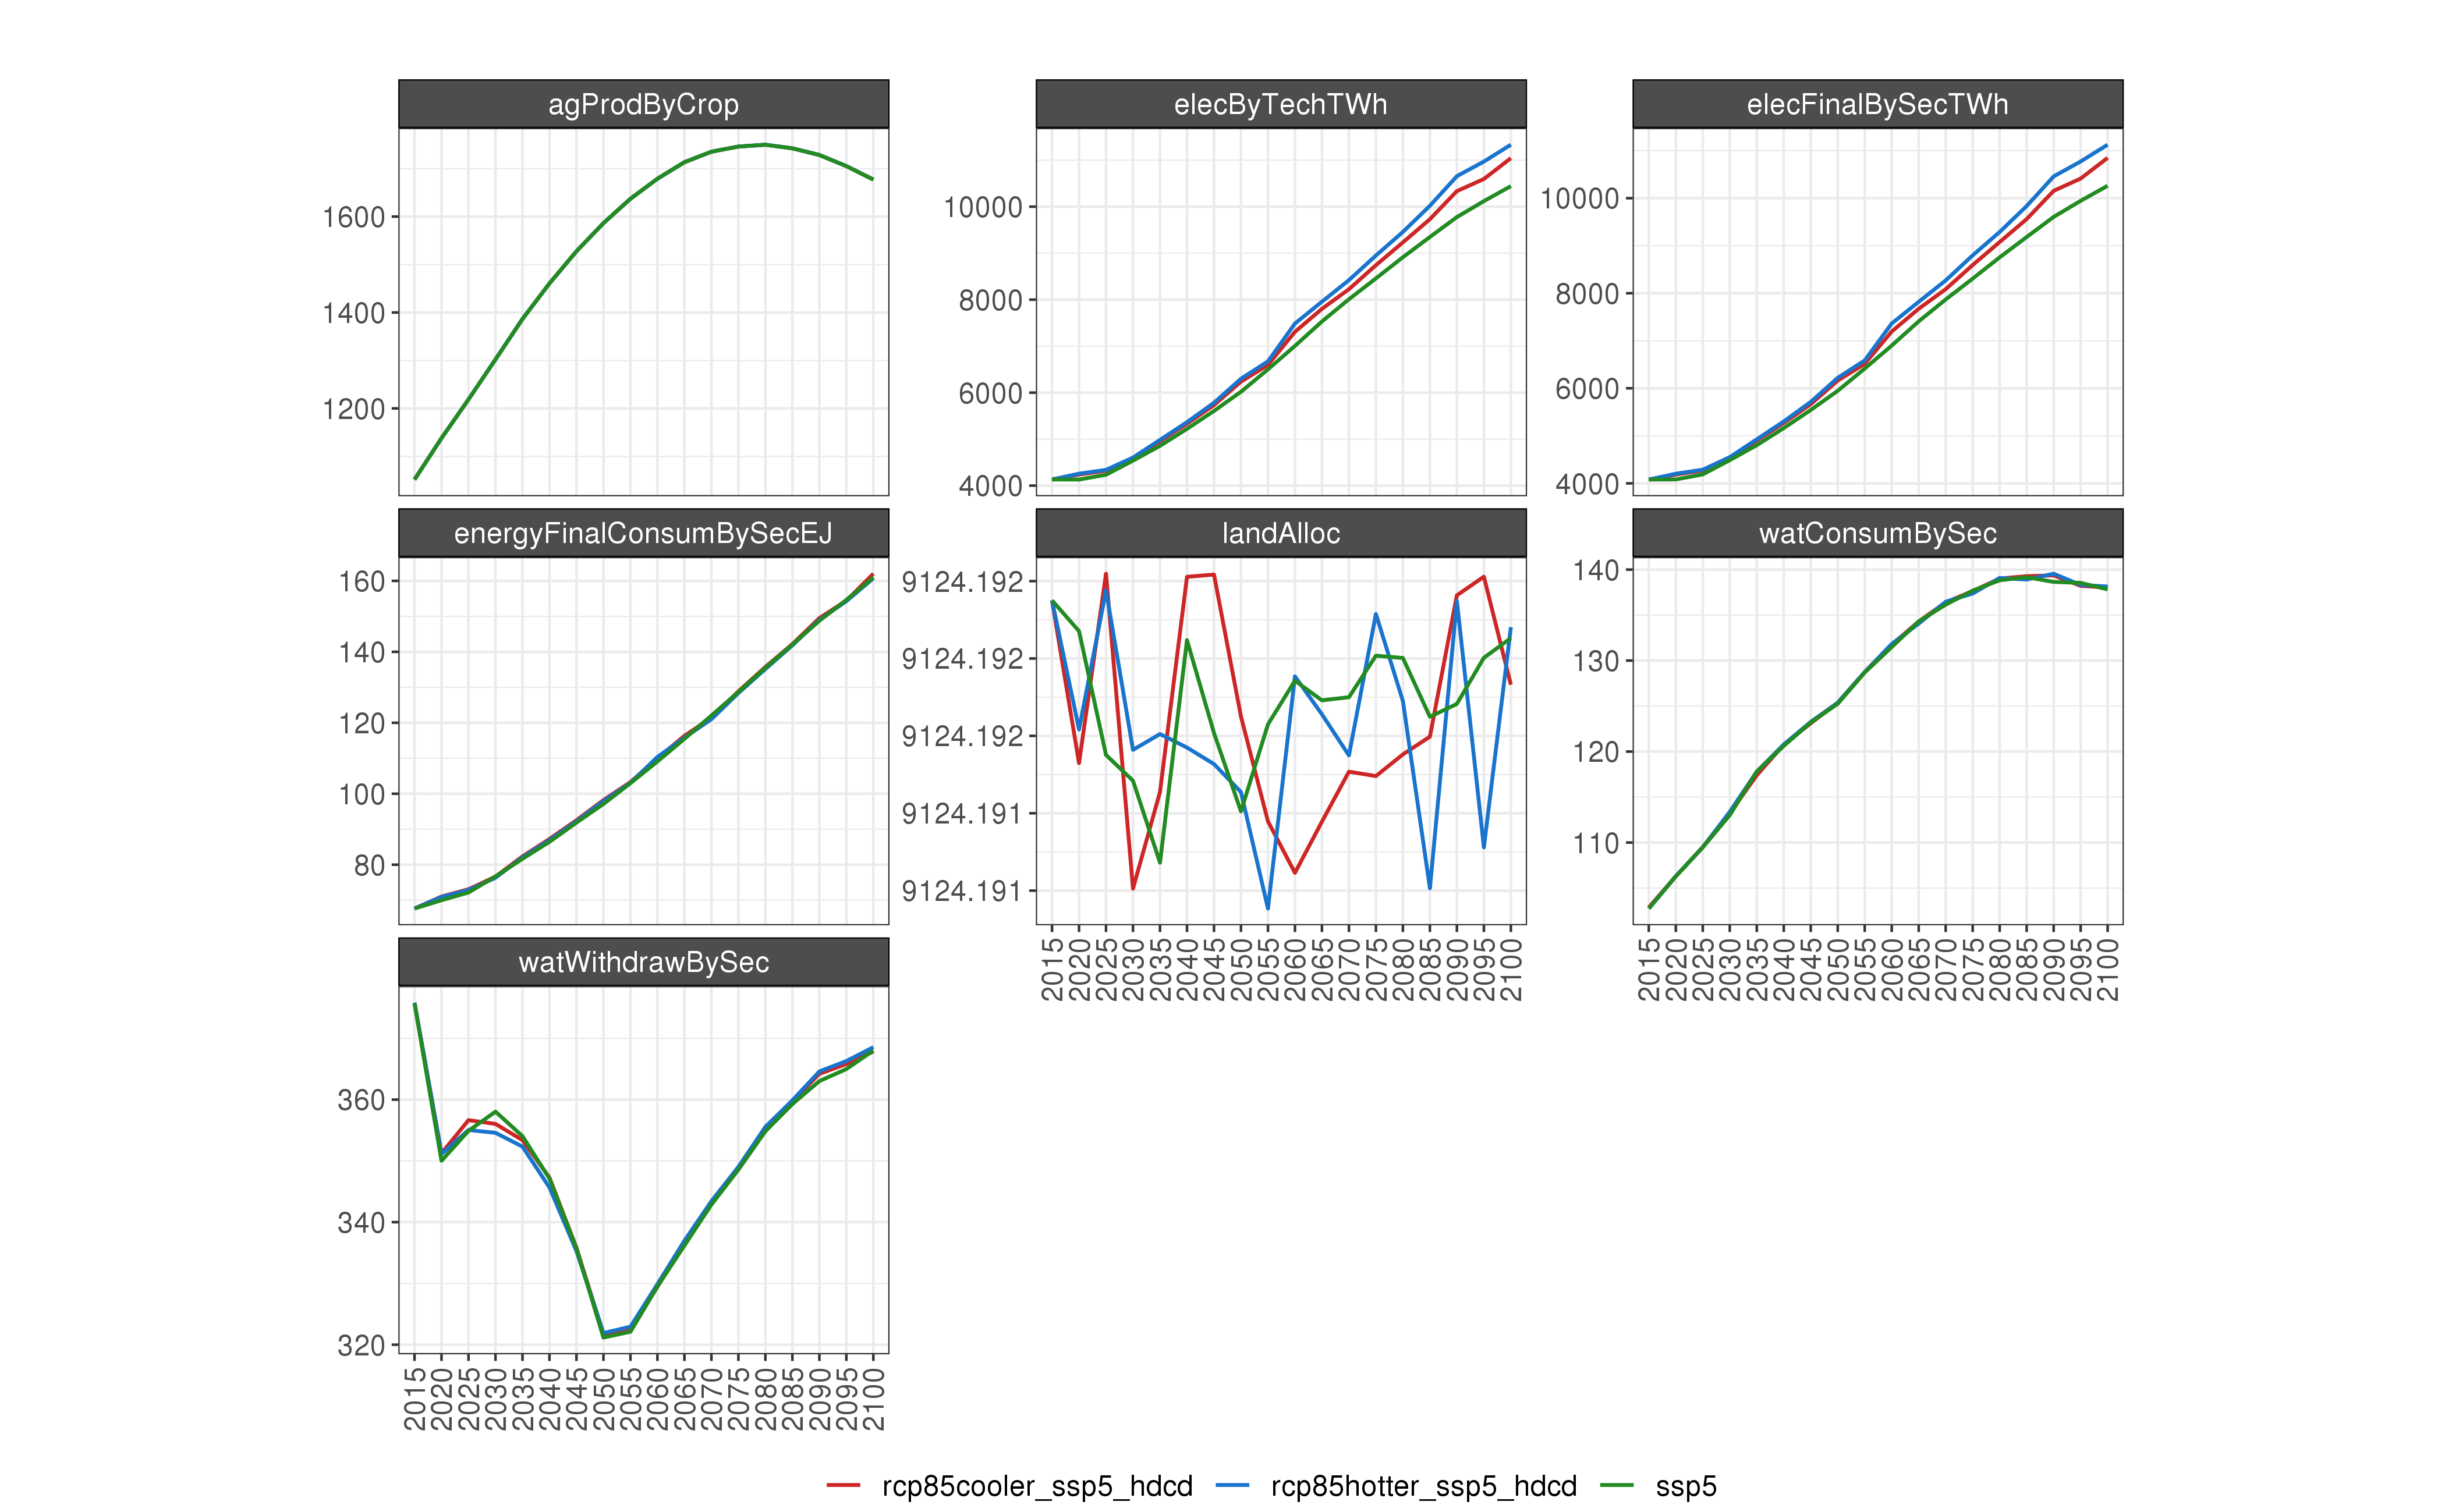 agProdByCrop
elecByTechTWh
elecFinalBySecTWh
1600
1400
1200
10000
8000
6000
4000
10000
8000
6000
4000
energyFinalConsumBySecEJ
landAlloc
watConsumBySec
160
140
120
100
80
9124.192
9124.192
9124.192
9124.191
9124.191
140
130
120
110
2015 2020 2025 2030 2035 2040 2045 2050 2055 2060 2065 2070 2075 2080 2085 2090 2095 2100
2015 2020 2025 2030 2035 2040 2045 2050 2055 2060 2065 2070 2075 2080 2085 2090 2095 2100
watWithdrawBySec
360
340
320
2015 2020 2025 2030 2035 2040 2045 2050 2055 2060 2065 2070 2075 2080 2085 2090 2095 2100
rcp85cooler_ssp5_hdcd rcp85hotter_ssp5_hdcd ssp5